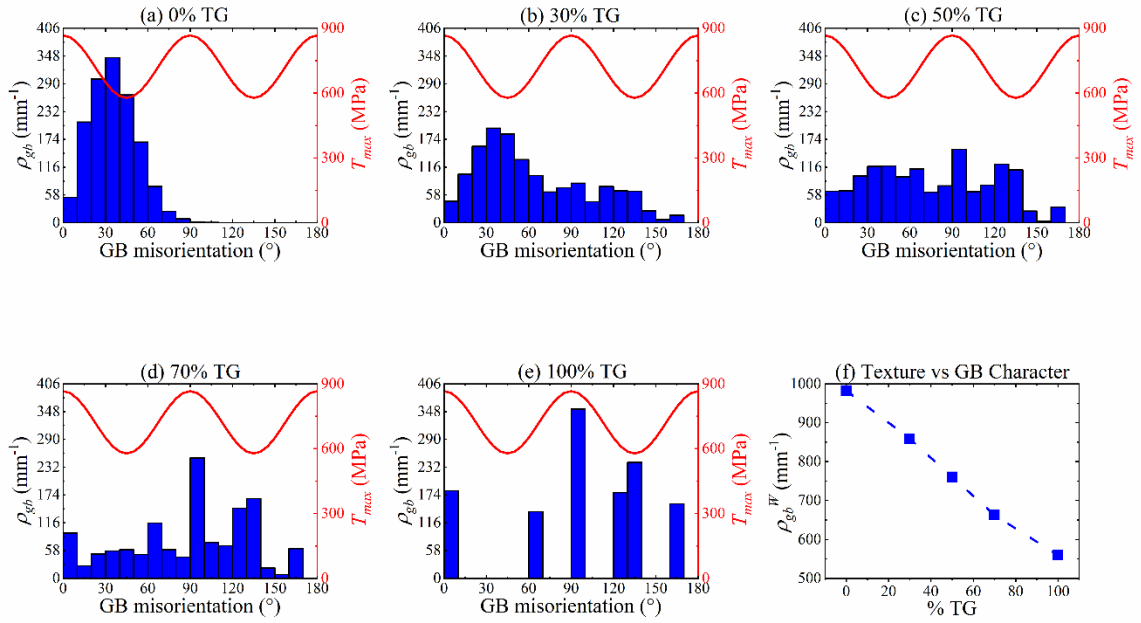 (a) 0% TG
406
348
290
232
174
116
58
0
ρgb (mm⁻¹)
900
600
300
0
Tmax (MPa)
0 30 60 90 120 150 180
GB misorientation (°)
(b) 30% TG
406
348
290
232
174
116
58
0
ρgb (mm⁻¹)
900
600
300
0
Tmax (MPa)
0 30 60 90 120 150 180
GB misorientation (°)
(c) 50% TG
406
348
290
232
174
116
58
0
ρgb (mm⁻¹)
900
600
300
0
Tmax (MPa)
0 30 60 90 120 150 180
GB misorientation (°)
(d) 70% TG
406
348
290
232
174
116
58
0
ρgb (mm⁻¹)
900
600
300
0
Tmax (MPa)
0 30 60 90 120 150 180
GB misorientation (°)
(e) 100% TG
406
348
290
232
174
116
58
0
ρgb (mm⁻¹)
900
600
300
0
Tmax (MPa)
0 30 60 90 120 150 180
GB misorientation (°)
(f) Texture vs GB Character
1000
900
800
700
600
500
ρgbᵂ (mm⁻¹)
0 20 40 60 80 100
% TG